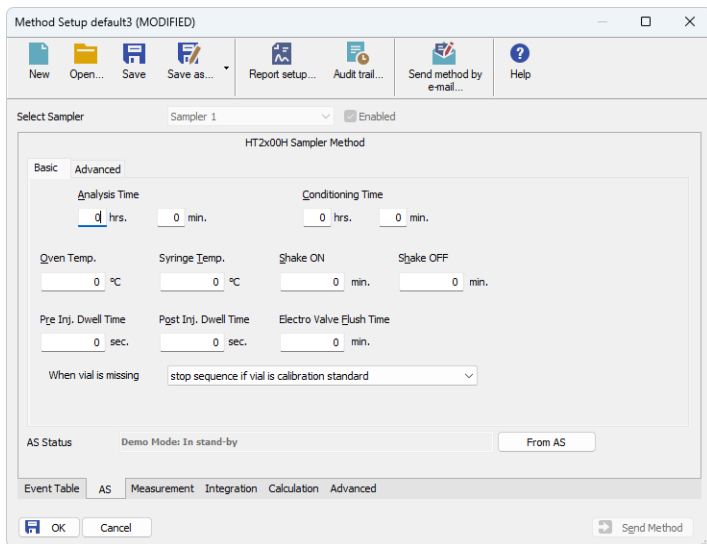 Method Setup default3 (MODIFIED)
New Open... Save Save as... Report setup... Audit trail... Send method by e-mail... Help
Select Sampler Sampler 1 Enabled
HT2x00H Sampler Method
Basic Advanced
Analysis Time Conditioning Time
0 hrs. 0 min. 0 hrs. 0 min.
Oven Temp. Syringe Temp. Shake ON Shake OFF
0 °C 0 °C 0 min. 0 min.
Pre Inj. Dwell Time Post Inj. Dwell Time Electro Valve Flush Time
0 sec. 0 sec. 0 min.
When vial is missing stop sequence if vial is calibration standard
AS Status Demo Mode: In stand-by From AS
Event Table AS Measurement Integration Calculation Advanced
OK Cancel Send Method